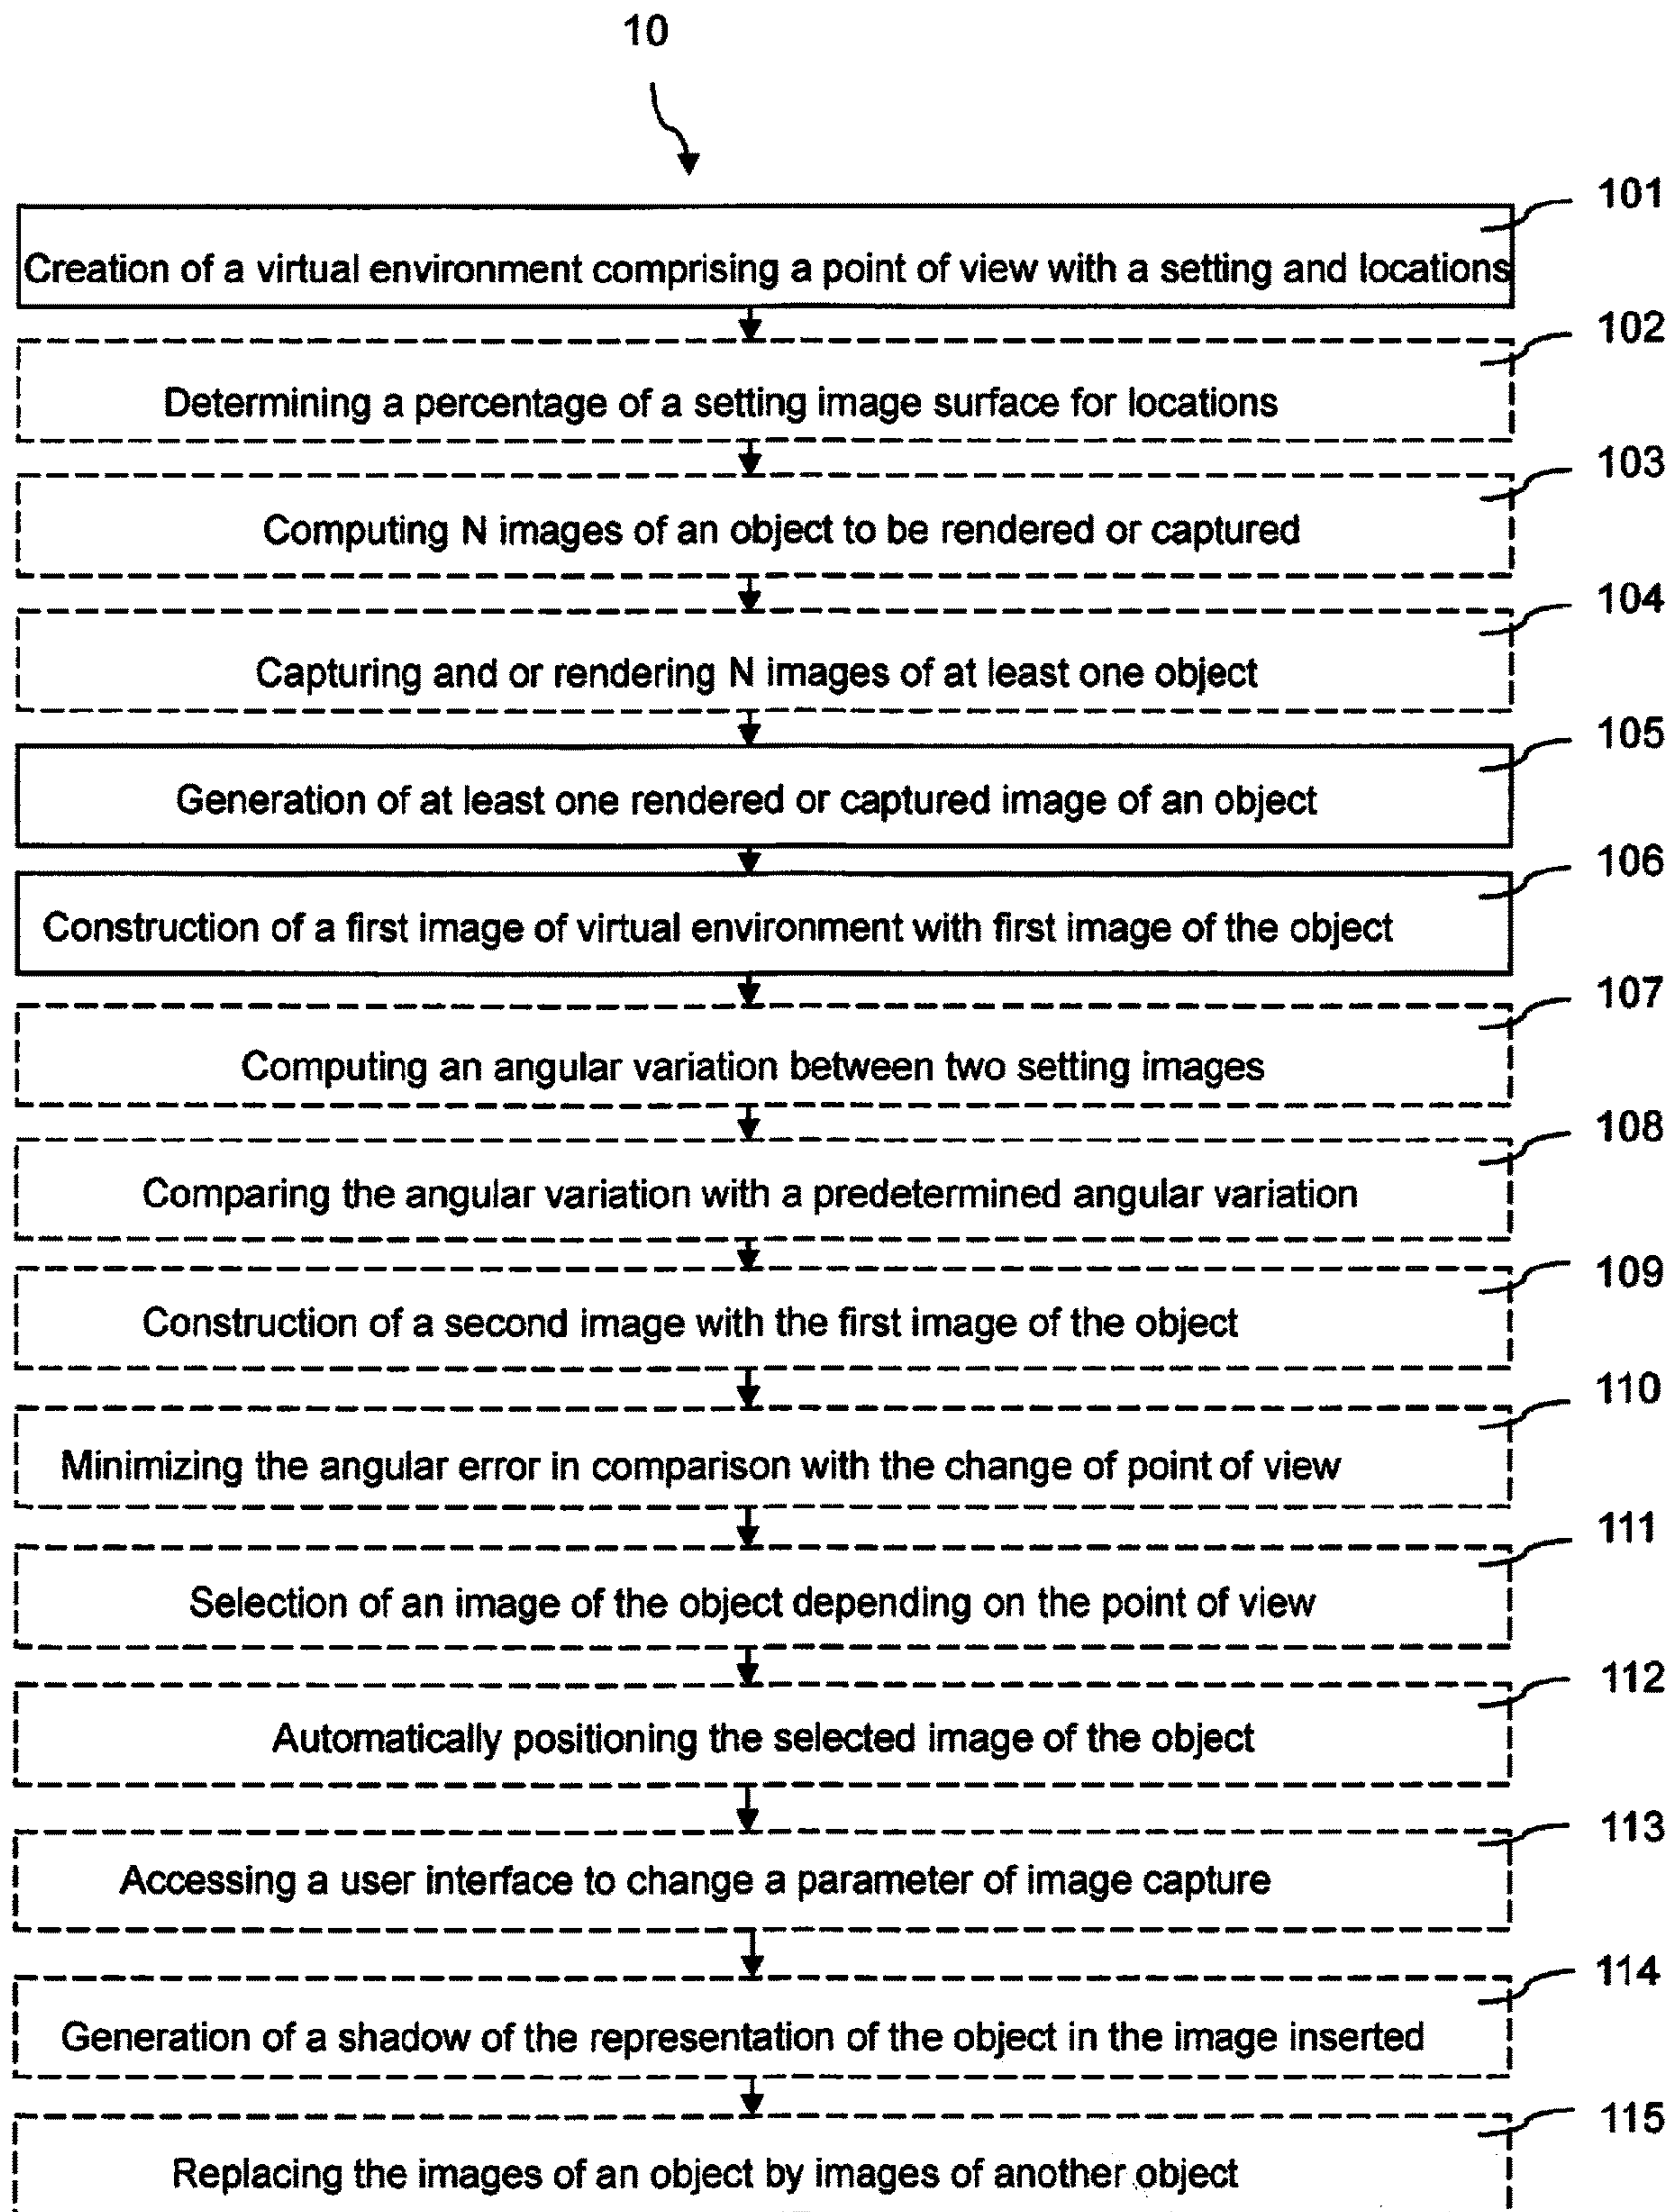 10
101
Creation of a virtual environment comprising a point of view with a setting and locations
102
Determining a percentage of a setting image surface for locations
103
Computing N images of an object to be rendered or captured
104
Capturing and or rendering N images of at least one object
105
Generation of at least one rendered or captured image of an object
106
Construction of a first image of virtual environment with first image of the object
107
Computing an angular variation between two setting images
108
Comparing the angular variation with a predetermined angular variation
109
Construction of a second image with the first image of the object
110
Minimizing the angular error in comparison with the change of point of view
111
Selection of an image of the object depending on the point of view
112
Automatically positioning the selected image of the object
113
Accessing a user interface to change a parameter of image capture
114
Generation of a shadow of the representation of the object in the image inserted
115
Replacing the images of an object by images of another object